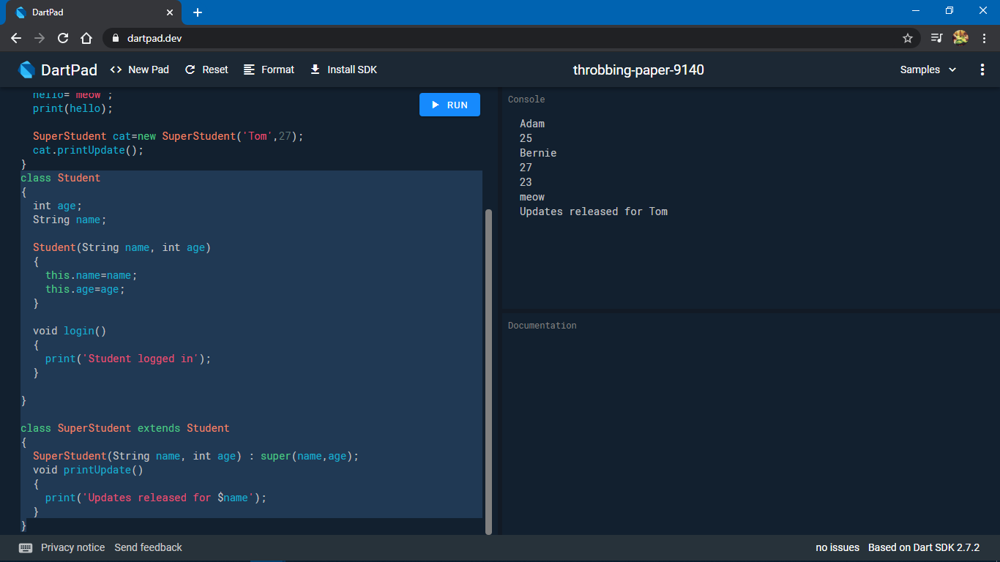 DartPad
dartpad.dev
DartPad <> New Pad Reset Format Install SDK throbbing-paper-9140 Samples
hello='meow';
print(hello);
RUN
SuperStudent cat=new SuperStudent('Tom',27);
cat.printUpdate();
}
class Student
{
int age;
String name;
Student(String name, int age)
{
this.name=name;
this.age=age;
}
void login()
{
print('Student logged in');
}
}
class SuperStudent extends Student
{
SuperStudent(String name, int age) : super(name,age);
void printUpdate()
{
print('Updates released for $name');
}
}
Console
Adam
25
Bernie
27
23
meow
Updates released for Tom
Documentation
Privacy notice Send feedback
no issues Based on Dart SDK 2.7.2